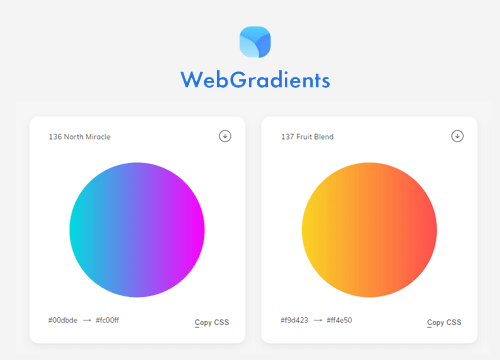 WebGradients
136 North Miracle
137 Fruit Blend
#00dbde → #fc00ff
Copy CSS
#f9d423 → #ff4e50
Copy CSS